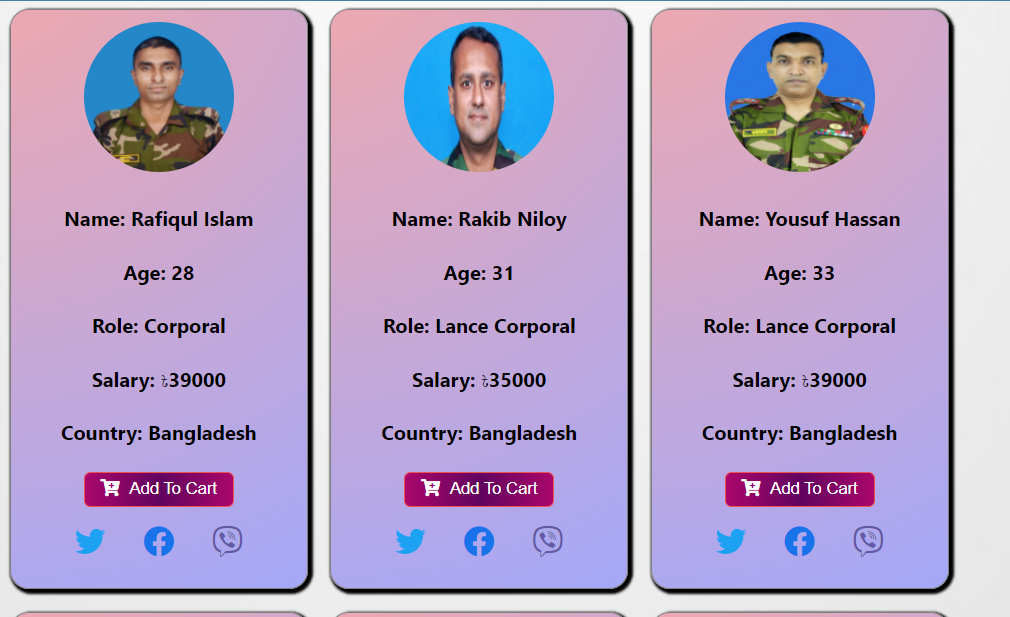 Name: Rafiqul Islam
Age: 28
Role: Corporal
Salary: ৳39000
Country: Bangladesh
Add To Cart
Name: Rakib Niloy
Age: 31
Role: Lance Corporal
Salary: ৳35000
Country: Bangladesh
Add To Cart
Name: Yousuf Hassan
Age: 33
Role: Lance Corporal
Salary: ৳39000
Country: Bangladesh
Add To Cart